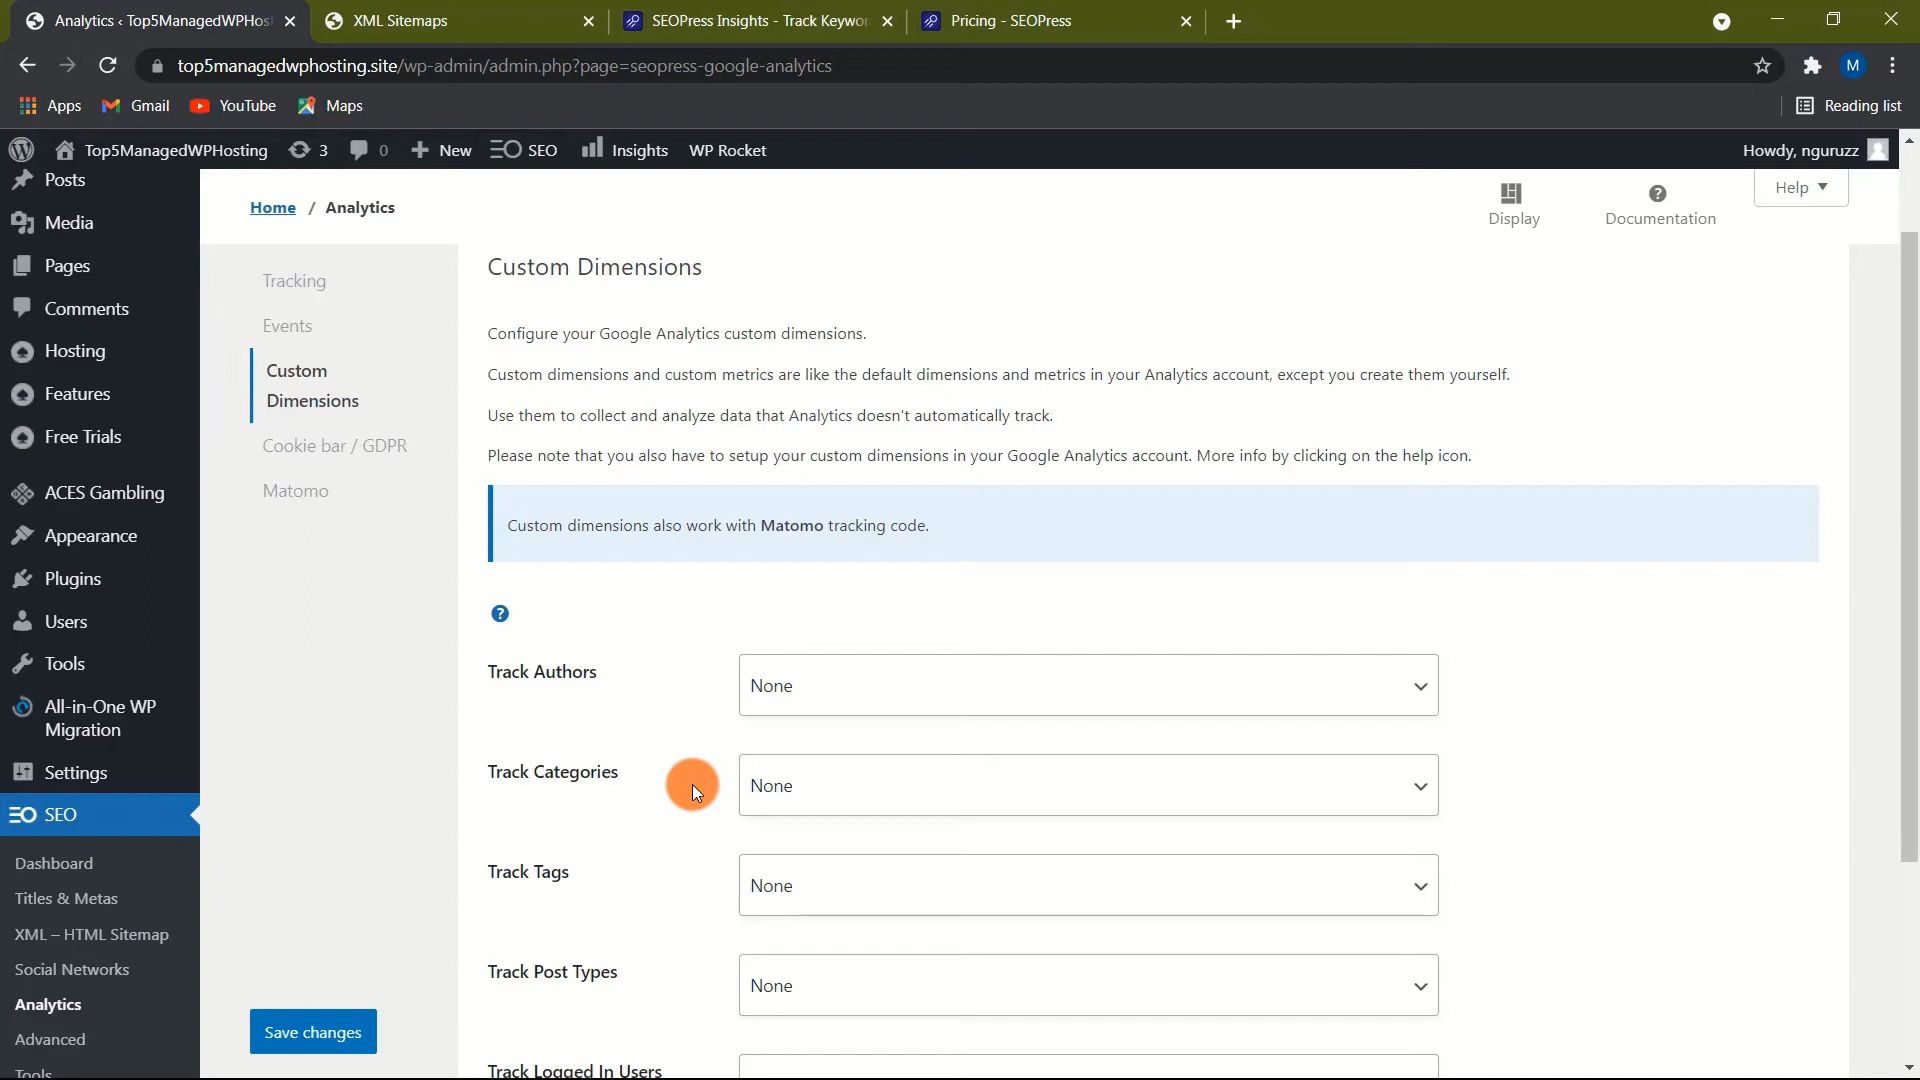 Analytics ‹ Top5ManagedWPHos
XML Sitemaps
SEOPress Insights - Track Keywor
Pricing - SEOPress
top5managedwphosting.site/wp-admin/admin.php?page=seopress-google-analytics
M
Apps
Gmail
YouTube
Maps
Reading list
Top5ManagedWPHosting
3
0
New
SEO
Insights
WP Rocket
Howdy, nguruzz
Posts
Media
Pages
Comments
Hosting
Features
Free Trials
ACES Gambling
Appearance
Plugins
Users
Tools
All-in-One WP
Migration
Settings
SEO
Dashboard
Titles & Metas
XML – HTML Sitemap
Social Networks
Analytics
Advanced
Tools
Home / Analytics
Display
Documentation
Help
Tracking
Events
Custom
Dimensions
Cookie bar / GDPR
Matomo
Save changes
Custom Dimensions
Configure your Google Analytics custom dimensions.
Custom dimensions and custom metrics are like the default dimensions and metrics in your Analytics account, except you create them yourself.
Use them to collect and analyze data that Analytics doesn't automatically track.
Please note that you also have to setup your custom dimensions in your Google Analytics account. More info by clicking on the help icon.
Custom dimensions also work with Matomo tracking code.
?
Track Authors
None
Track Categories
None
Track Tags
None
Track Post Types
None
Track Logged In Users